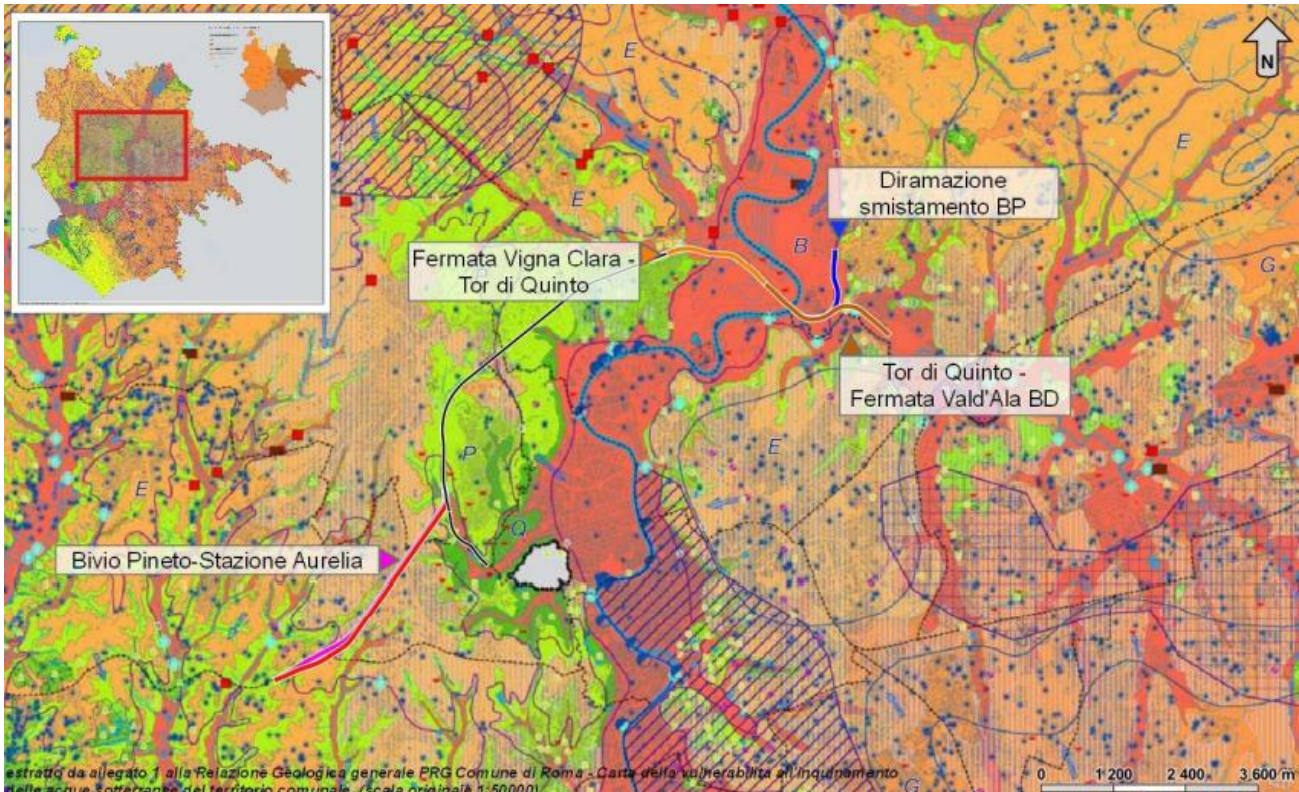 N
E
E
E
Diramazione
smistamento BP
B
G
Fermata Vigna Clara -
Tor di Quinto
Tor di Quinto -
Fermata Vald'Ala BD
E
P
E
Q
Bivio Pineto-Stazione Aurelia
G
estratto da allegato 1 alla Relazione Geologica generale PRG Comune di Roma - Carta della vulnerabilità all'inquinamento
delle acque sotterranee del territorio comunale (scala originale 1:50000)
0 1 200 2 400 3,600 m
G